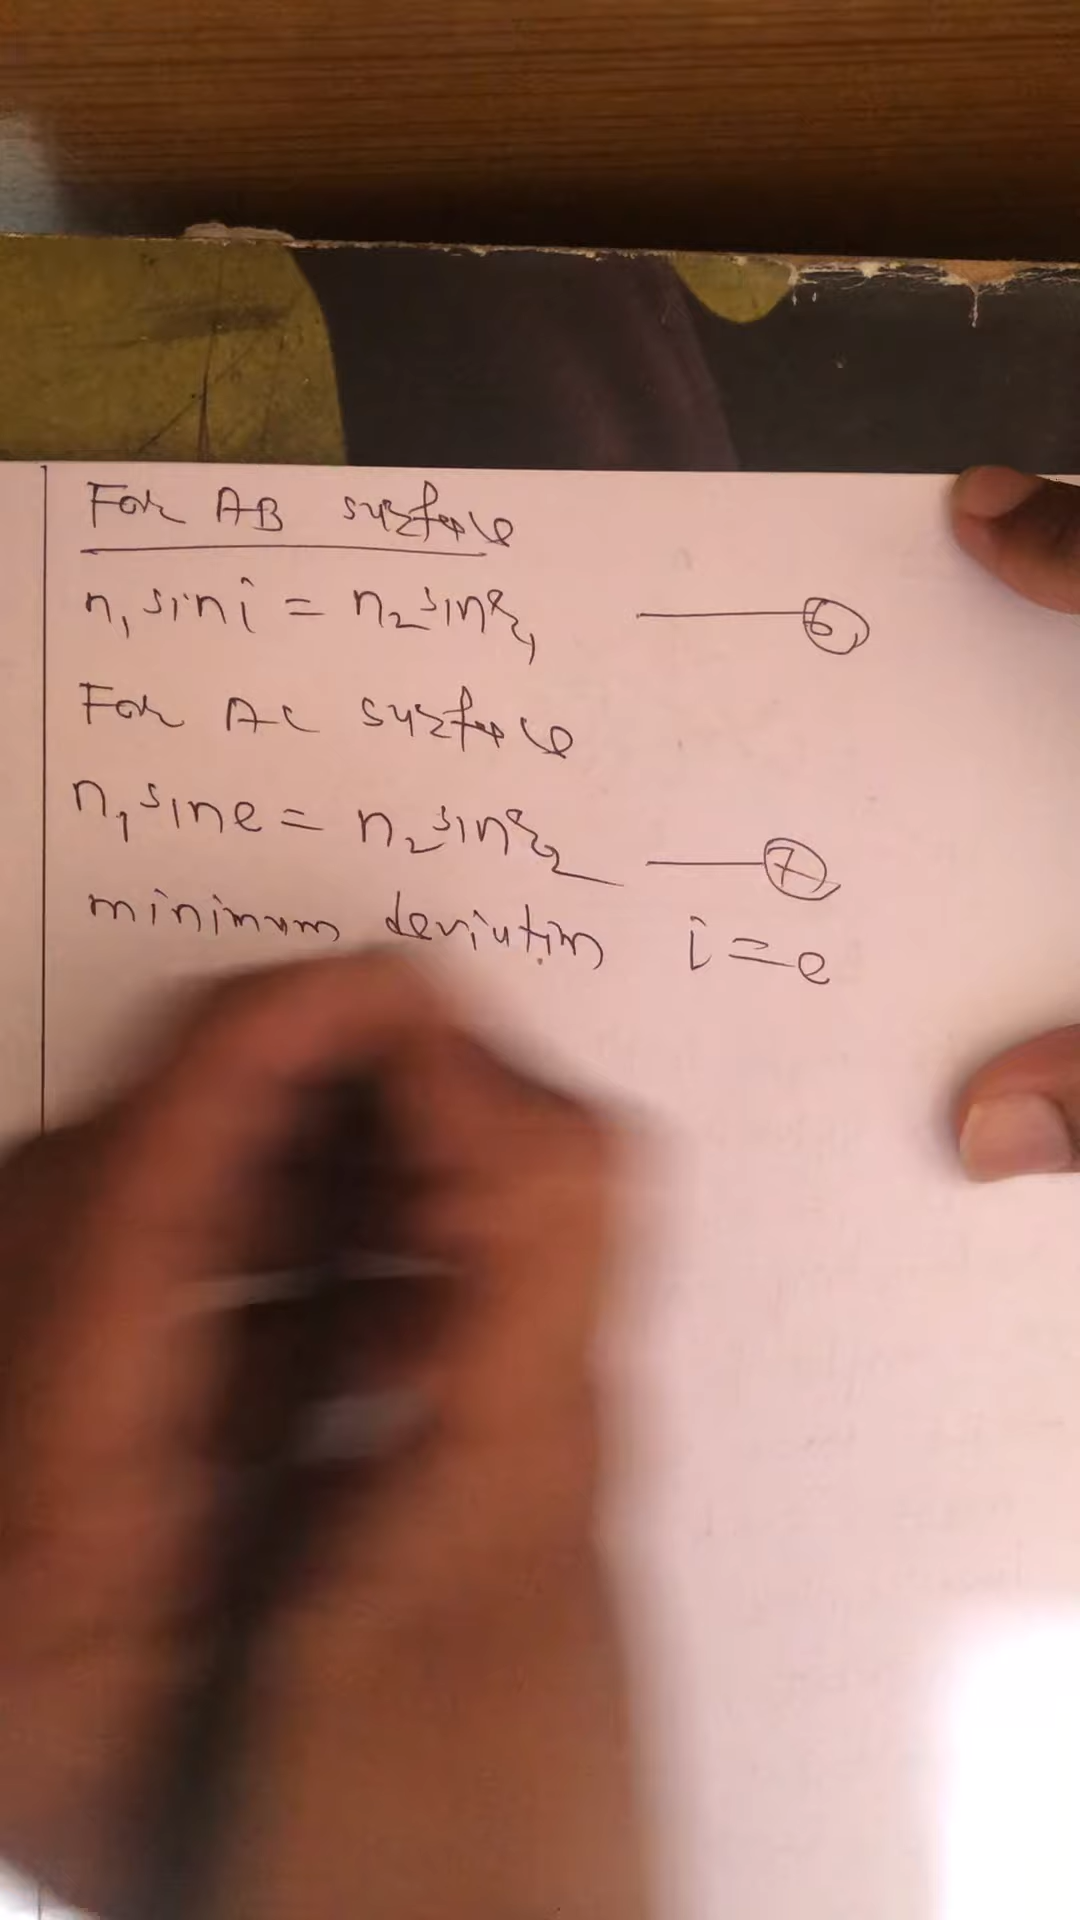 For AB surface
n₁ sin i = n₂ sin r₁ —— 6
For AC surface
n₁ sin e = n₂ sin r₂ —— 7
minimum deviation i = e